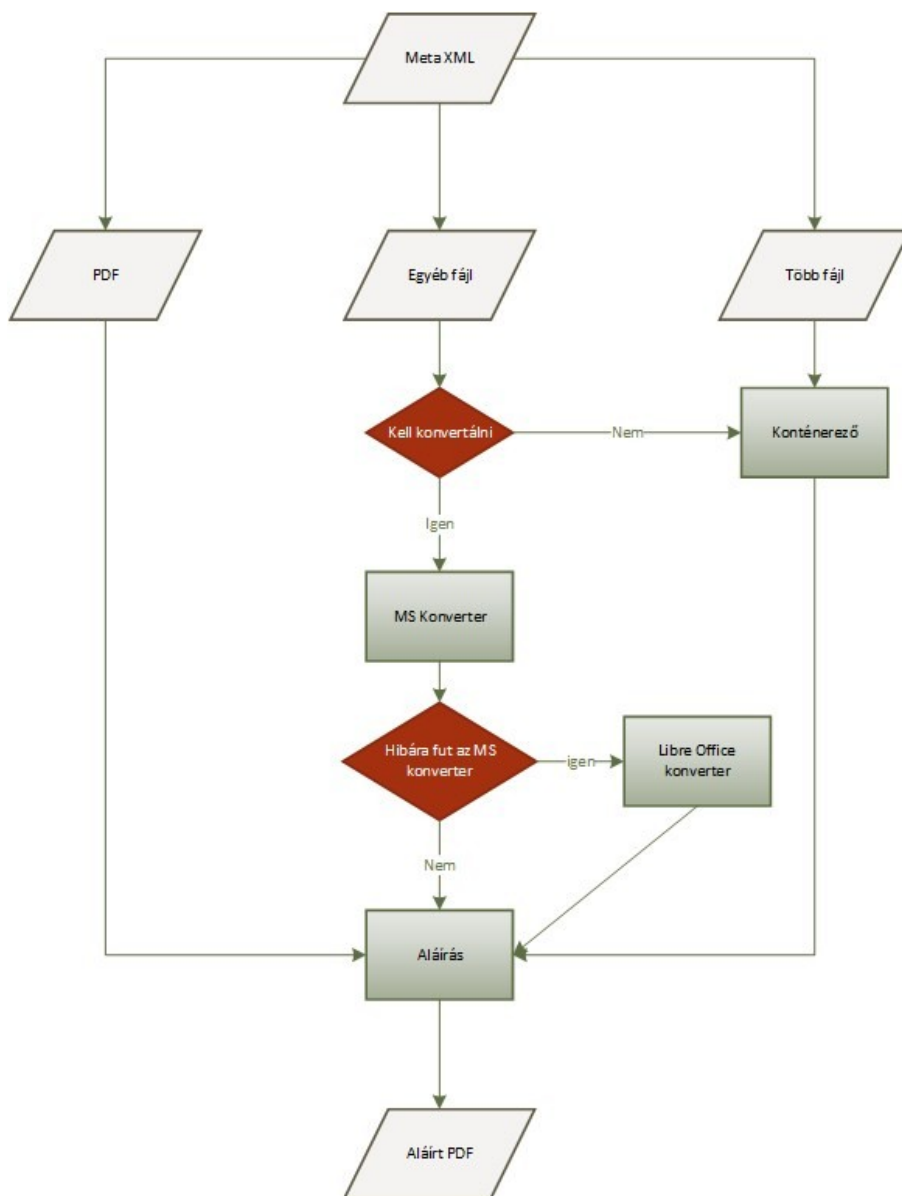 Meta XML
PDF
Egyéb fájl
Több fájl
Kell konvertálni
Nem
Konténerező
Igen
MS Konverter
Hibára fut az MS
konverter
igen
Libre Office
konverter
Nem
Aláírás
Aláírt PDF